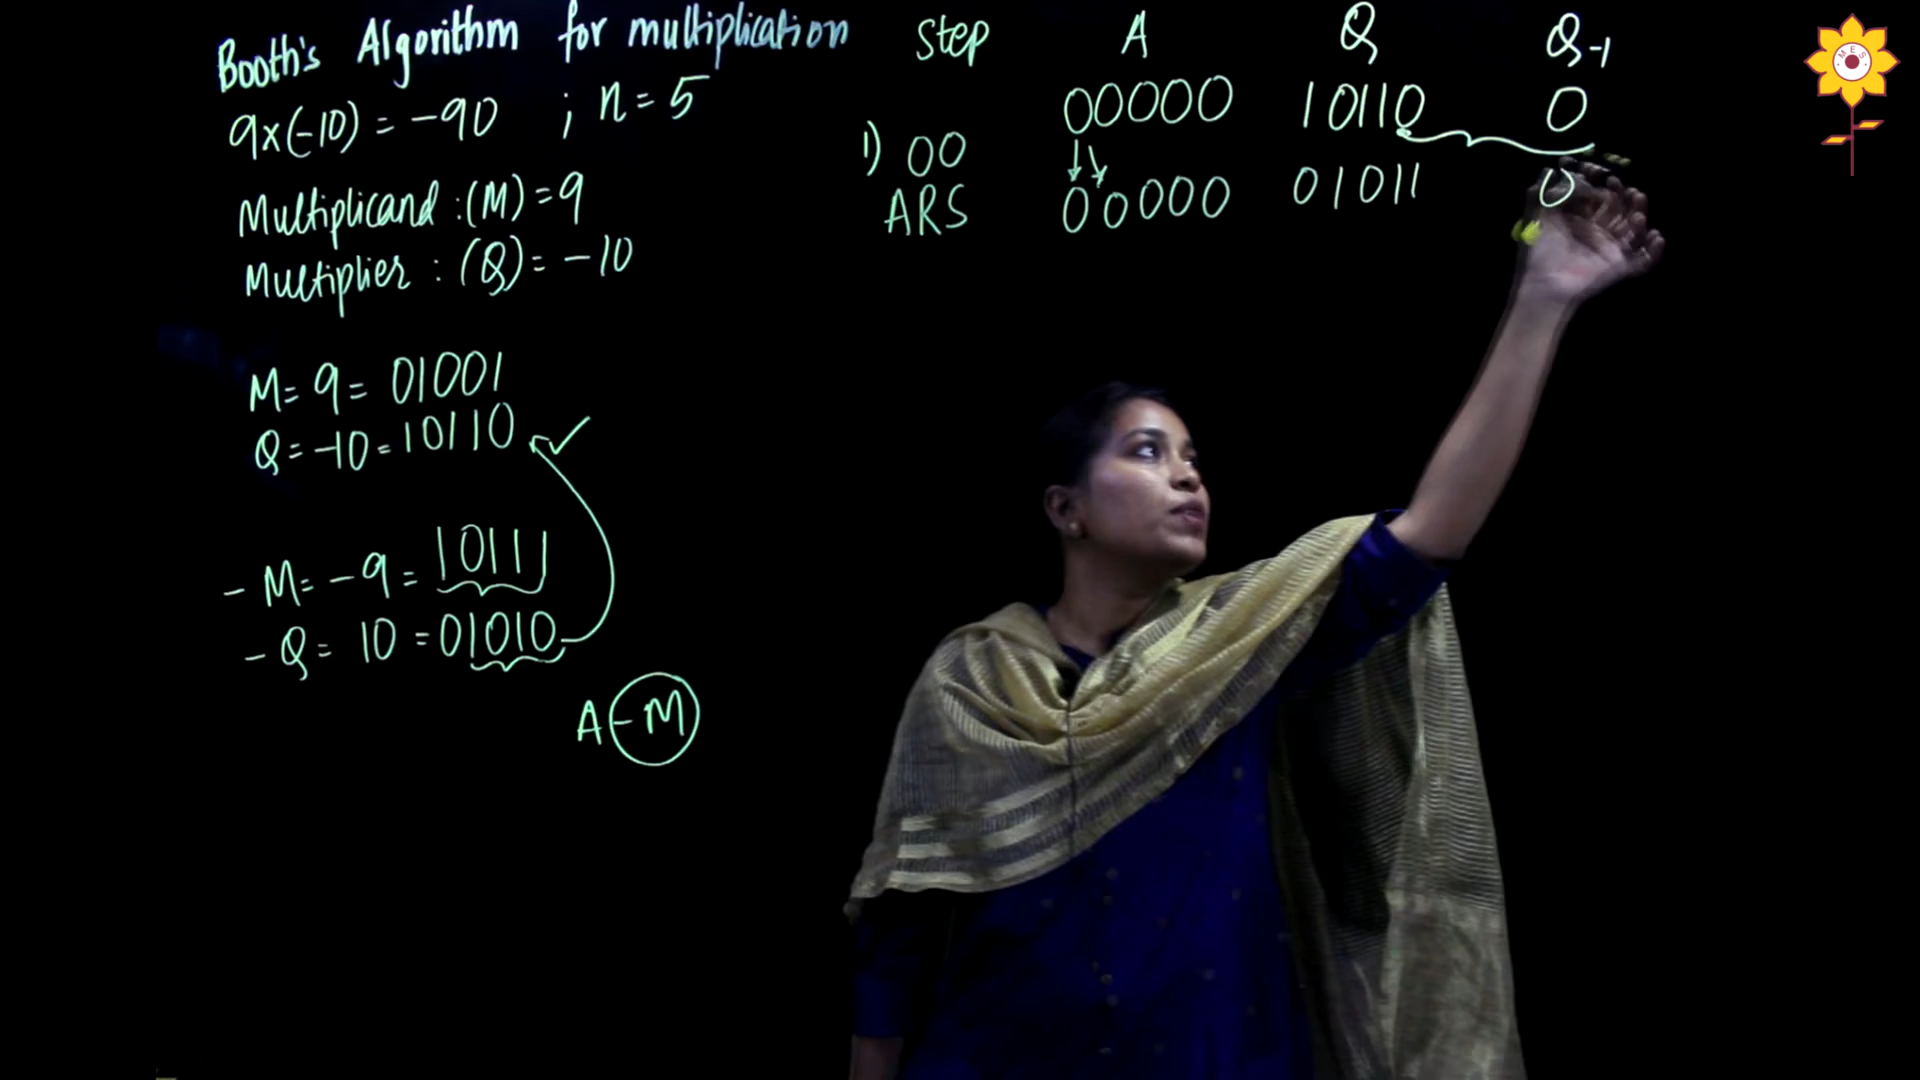 Booth's Algorithm for multiplication
9x(-10) = -90 ; n = 5
Multiplicand :(M) = 9
Multiplier : (Q) = -10
M = 9 = 01001
Q = -10 = 10110 ✓
- M = -9 = 10111
- Q = 10 = 01010
A - M
Step A Q Q-1
00000 10110 0
1) 00
ARS 00000 01011 0
MES